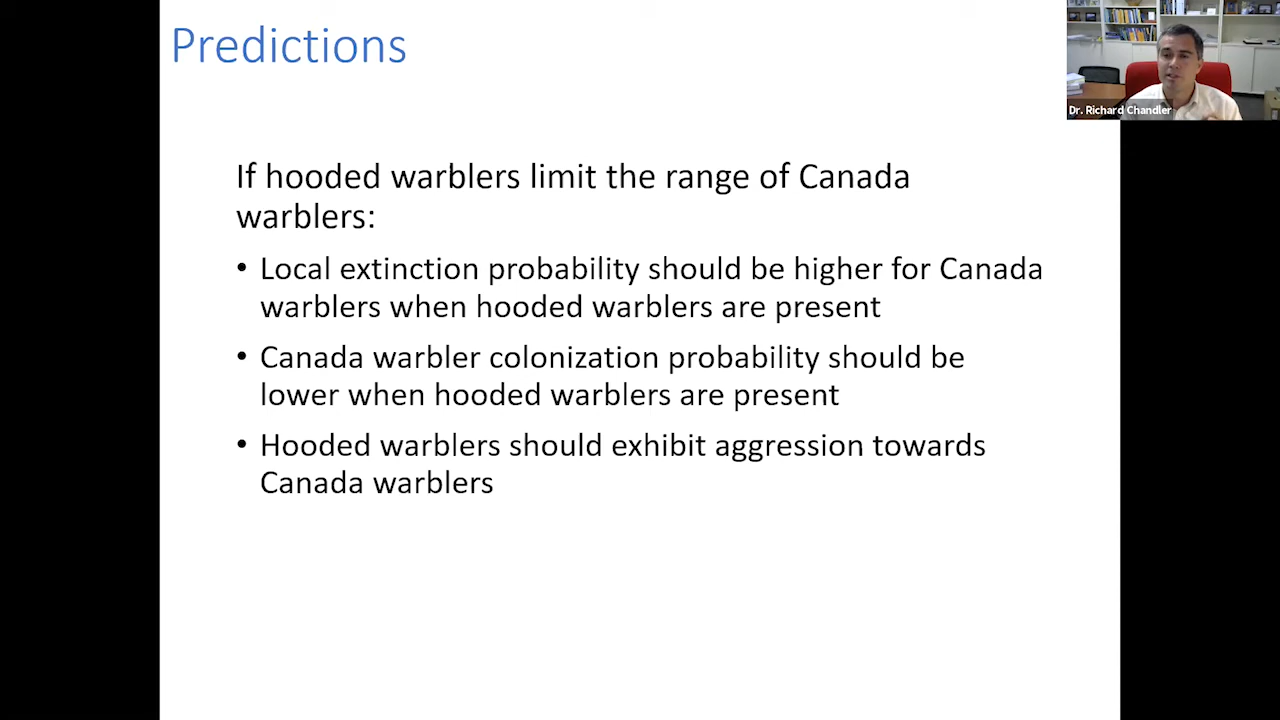 Predictions
Dr. Richard Chandler
If hooded warblers limit the range of Canada
warblers:
• Local extinction probability should be higher for Canada
warblers when hooded warblers are present
• Canada warbler colonization probability should be
lower when hooded warblers are present
• Hooded warblers should exhibit aggression towards
Canada warblers